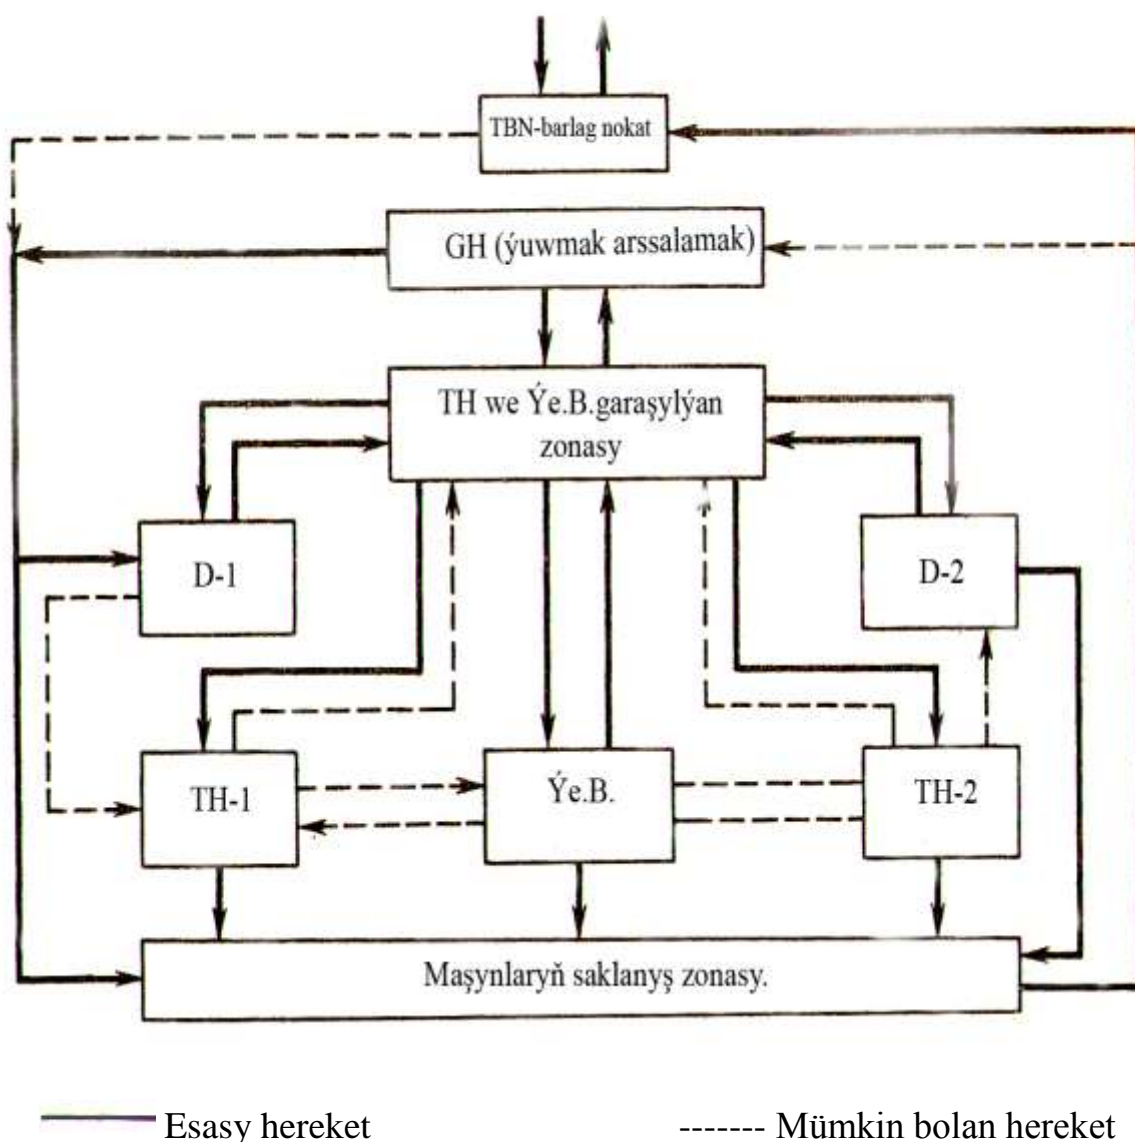 TBN-barlag nokat
GH (ýuwmak arssalamak)
TH we Ýe.B.garaşylýan
zonasy
D-1
D-2
TH-1
Ýe.B.
TH-2
Maşynlaryň saklanyş zonasy.
Esasy hereket
------- Mümkin bolan hereket